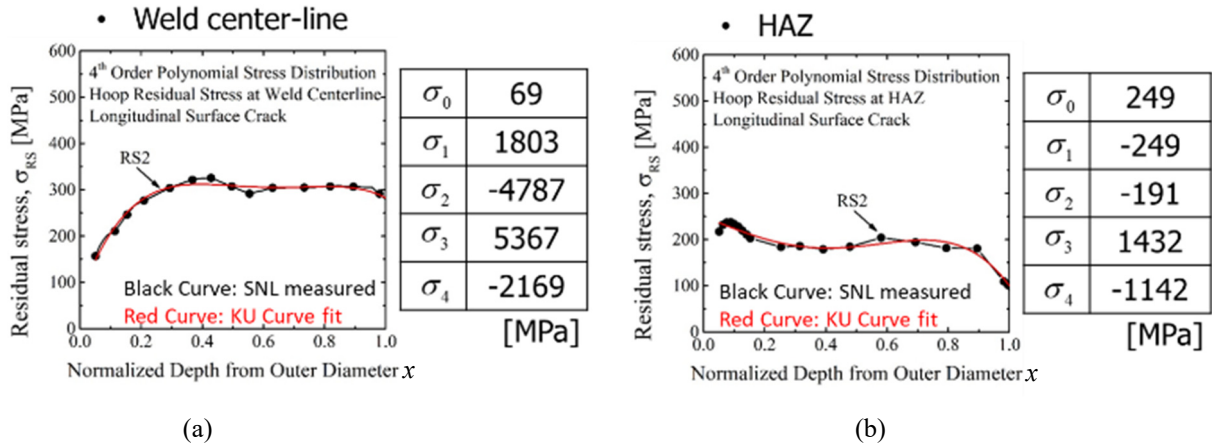 • Weld center-line
600
500
400
300
200
100
0
Residual stress, σRS [MPa]
4th Order Polynomial Stress Distribution
Hoop Residual Stress at Weld Centerline
Longitudinal Surface Crack
RS2
Black Curve: SNL measured
Red Curve: KU Curve fit
0.0 0.2 0.4 0.6 0.8 1.0
Normalized Depth from Outer Diameter x
σ0 69
σ1 1803
σ2 -4787
σ3 5367
σ4 -2169
[MPa]
(a)
• HAZ
600
500
400
300
200
100
0
Residual stress, σRS [MPa]
4th Order Polynomial Stress Distribution
Hoop Residual Stress at HAZ
Longitudinal Surface Crack
RS2
Black Curve: SNL measured
Red Curve: KU Curve fit
0.0 0.2 0.4 0.6 0.8 1.0
Normalized Depth from Outer Diameter x
σ0 249
σ1 -249
σ2 -191
σ3 1432
σ4 -1142
[MPa]
(b)